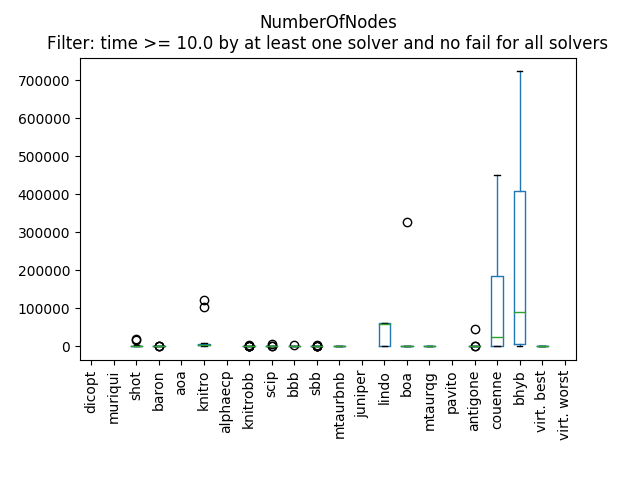 NumberOfNodes
Filter: time >= 10.0 by at least one solver and no fail for all solvers
700000
600000
500000
400000
300000
200000
100000
0
dicopt
muriqui
shot
baron
aoa
knitro
alphaecp
knitrobb
scip
bbb
sbb
mtaurbnb
juniper
lindo
boa
mtaurqg
pavito
antigone
couenne
bhyb
virt. best
virt. worst